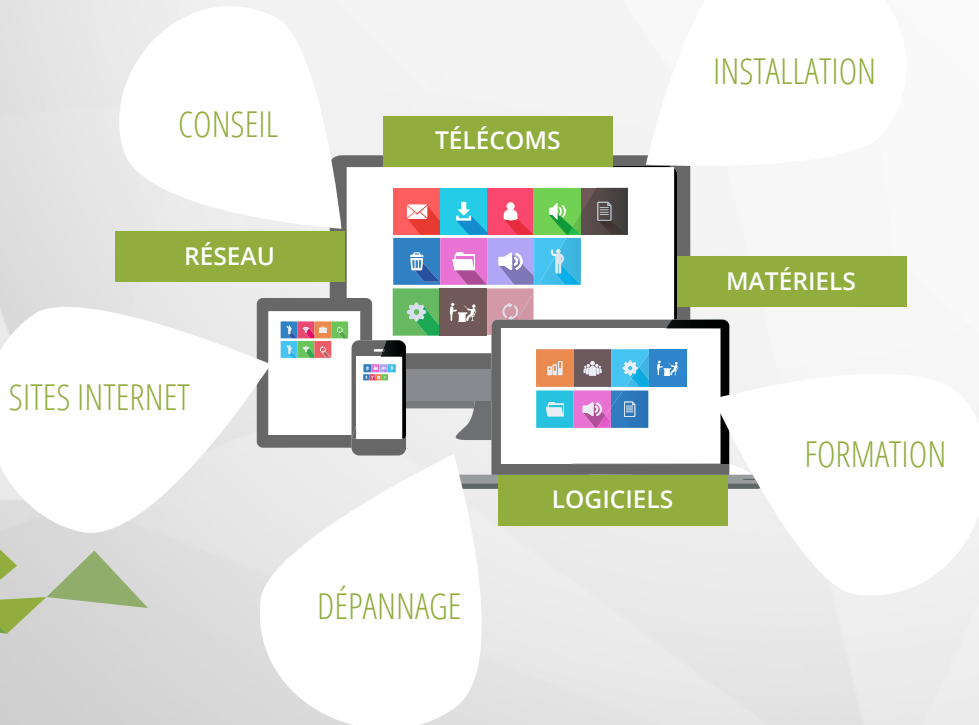 INSTALLATION
CONSEIL
TÉLÉCOMS
RÉSEAU
MATÉRIELS
SITES INTERNET
FORMATION
LOGICIELS
DÉPANNAGE